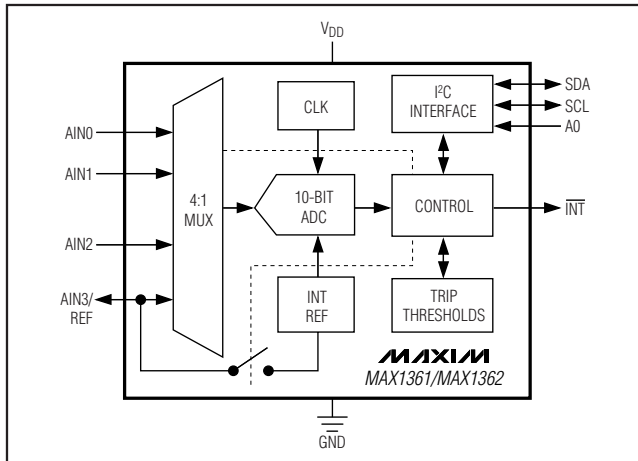 VDD
CLK
I²C
INTERFACE
SDA
SCL
A0
AIN0
AIN1
AIN2
AIN3/
REF
4:1
MUX
10-BIT
ADC
CONTROL
INT
INT
REF
TRIP
THRESHOLDS
MAXIM
MAX1361/MAX1362
GND